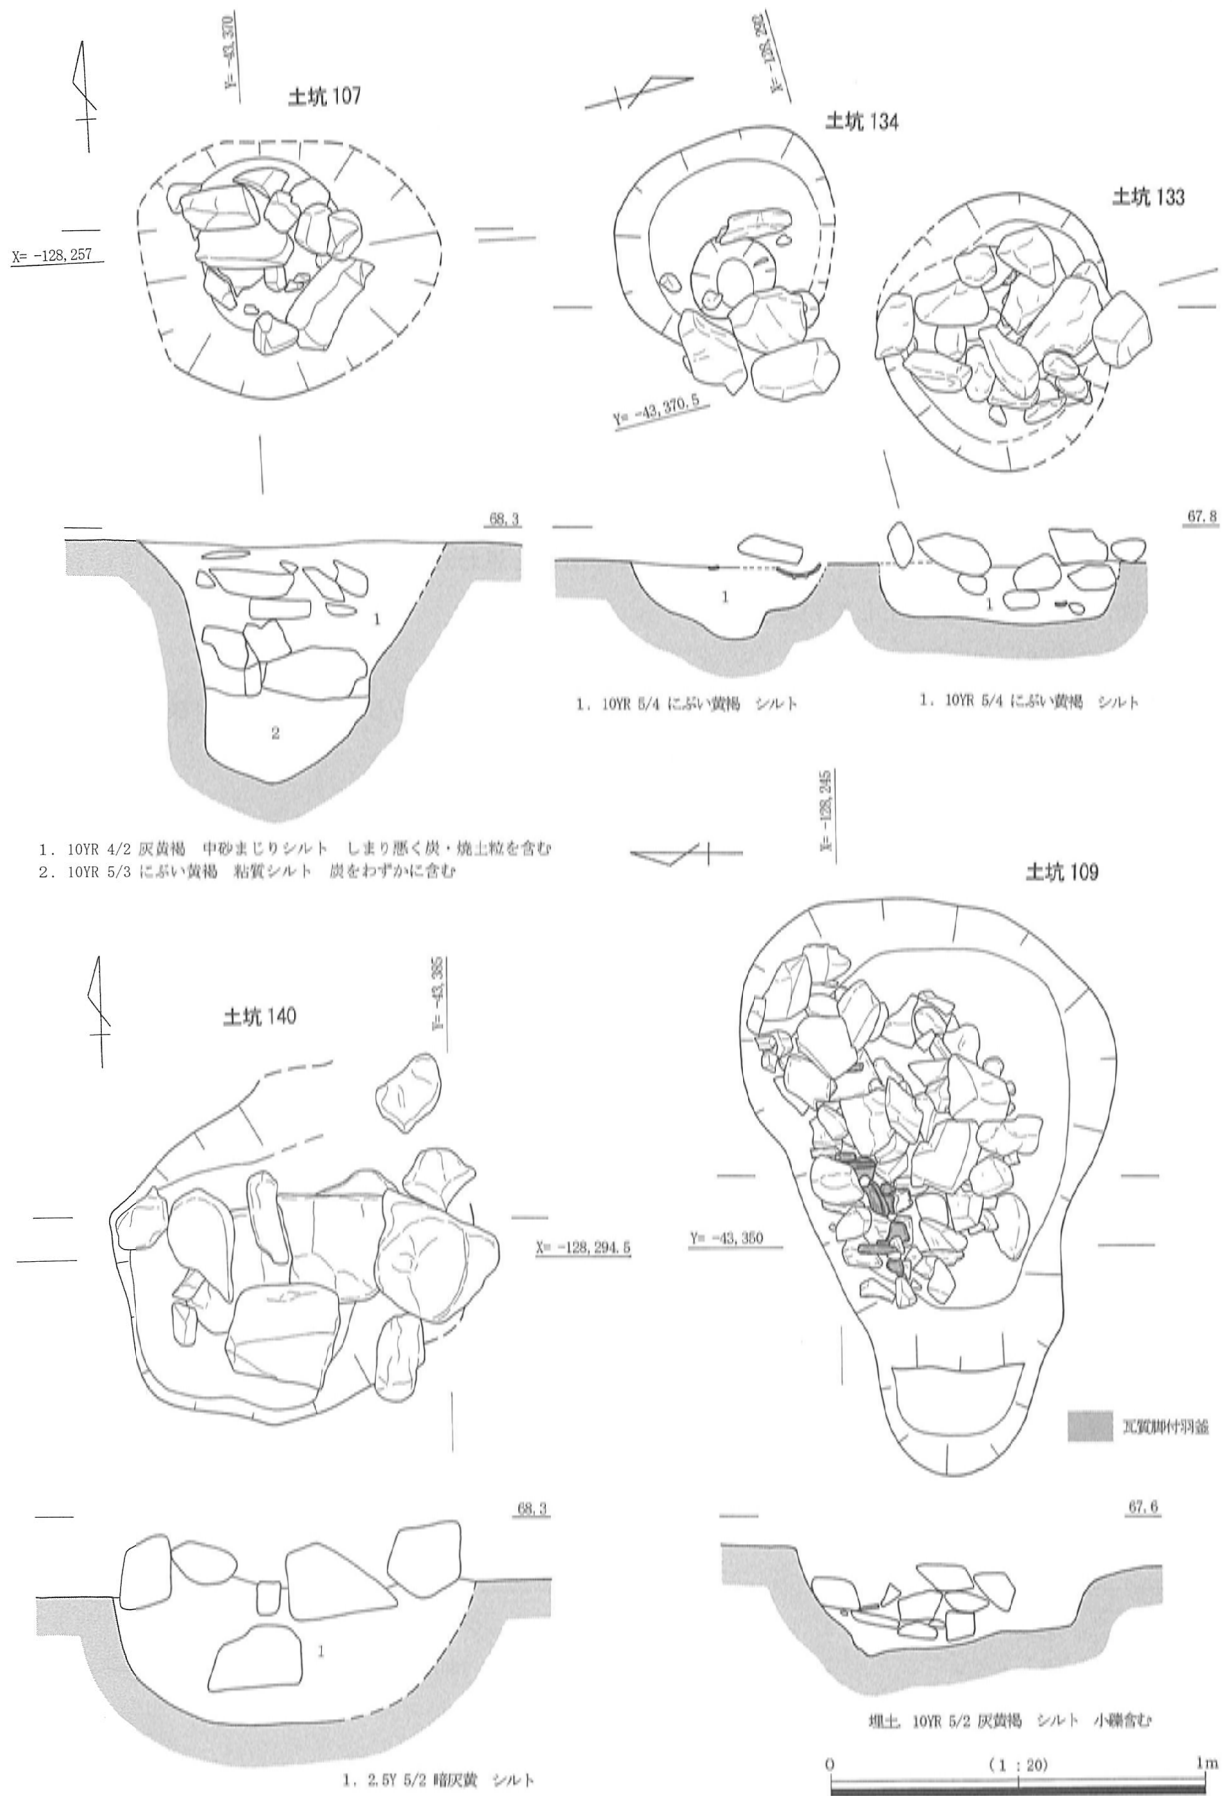 Y= -43,370
土坑 107
X= -128,257
68.3
1. 10YR 4/2 灰黄褐 中砂まじりシルト しまり悪く炭・焼土粒を含む
2. 10YR 5/3 にぶい黄褐 粘質シルト 炭をわずかに含む
1
2
X= -128,292
土坑 134
土坑 133
Y= -43,370.5
67.8
1
1
1. 10YR 5/4 にぶい黄褐 シルト
1. 10YR 5/4 にぶい黄褐 シルト
土坑 140
Y= -43,385
X= -128,294.5
68.3
1
1. 2.5Y 5/2 暗灰黄 シルト
X= -128,245
土坑 109
Y= -43,350
瓦質脚付羽釜
67.6
埋土 10YR 5/2 灰黄褐 シルト 小礫含む
0 (1:20) 1m